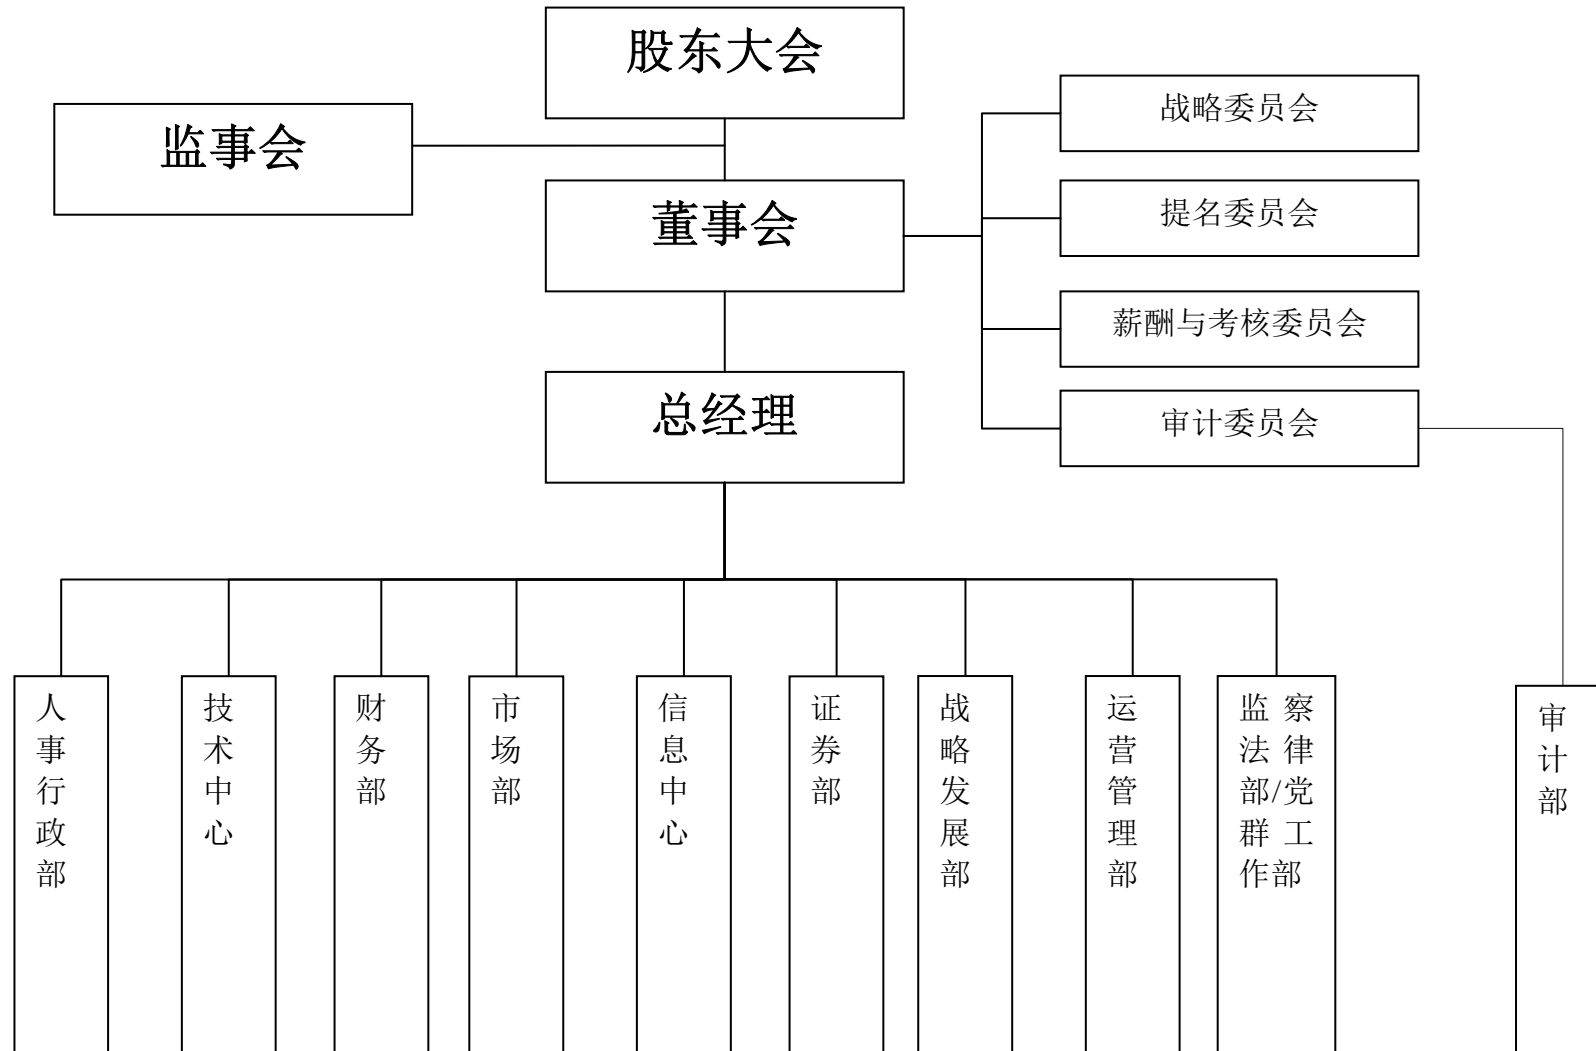 股东大会
监事会
战略委员会
提名委员会
董事会
薪酬与考核委员会
总经理
审计委员会
人事行政部
技术中心
财务部
市场部
信息中心
证券部
战略发展部
运营管理部
监察
法律
部/党
群工
作部
审计部